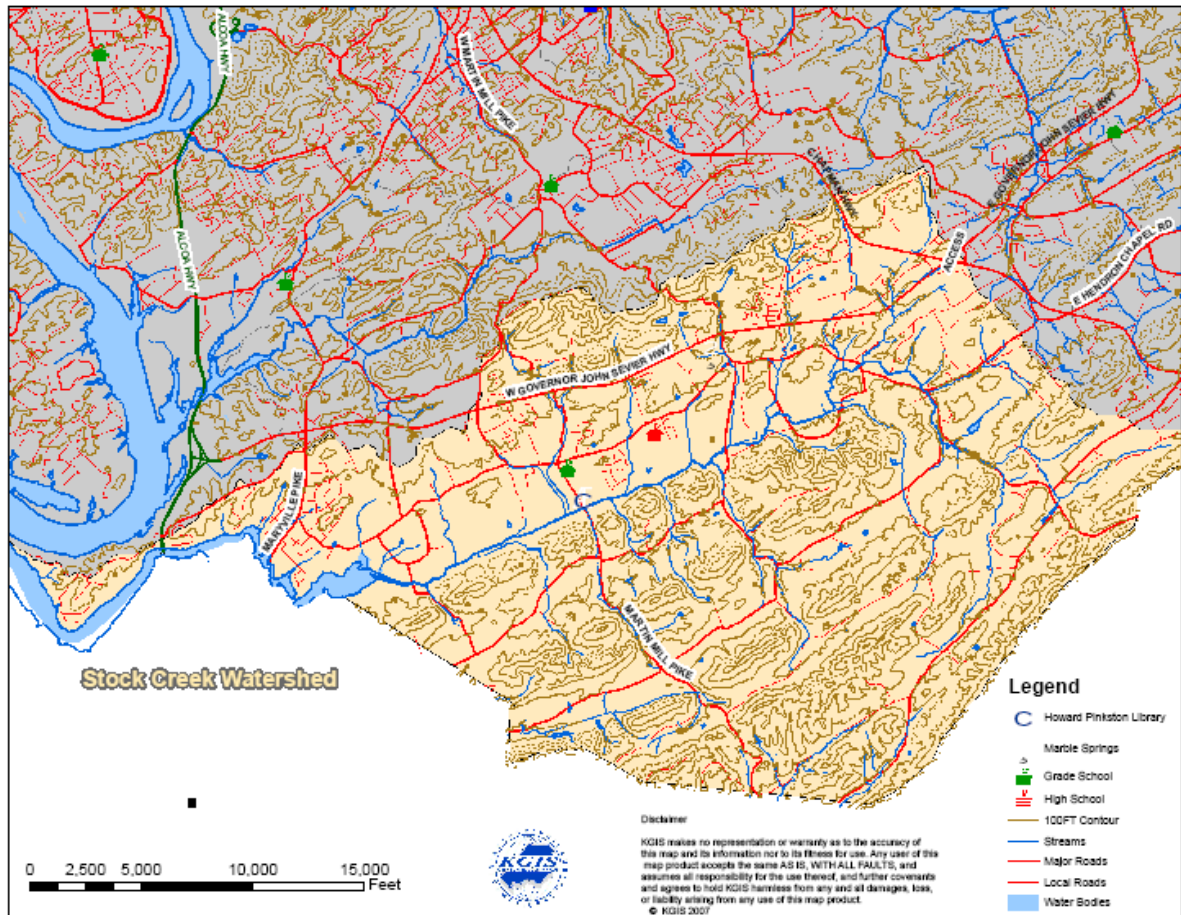 ALCOA HWY
W MARTIN MILL PIKE
E GOVERNOR JOHN SEVIER HWY
CHAPMAN HWY
ALCOA HWY
ACCESS
E HENDRON CHAPEL RD
W GOVERNOR JOHN SEVIER HWY
MARYVILLE PIKE
MARTIN MILL PIKE
Stock Creek Watershed
Legend
C Howard Pinkston Library
Marble Springs
Grade School
High School
100FT Contour
Streams
Major Roads
Local Roads
Water Bodies
Disclaimer
KGIS makes no representation or warranty as to the accuracy of
this map and its information nor to its fitness for use. Any user of this
map product accepts the same AS IS, WITH ALL FAULTS, and
assumes all responsibility for the use thereof, and further covenants
and agrees to hold KGIS harmless from any and all damages, loss,
or liability arising from any use of this map product.
© KGIS 2007
KGIS
0 2,500 5,000 10,000 15,000
Feet